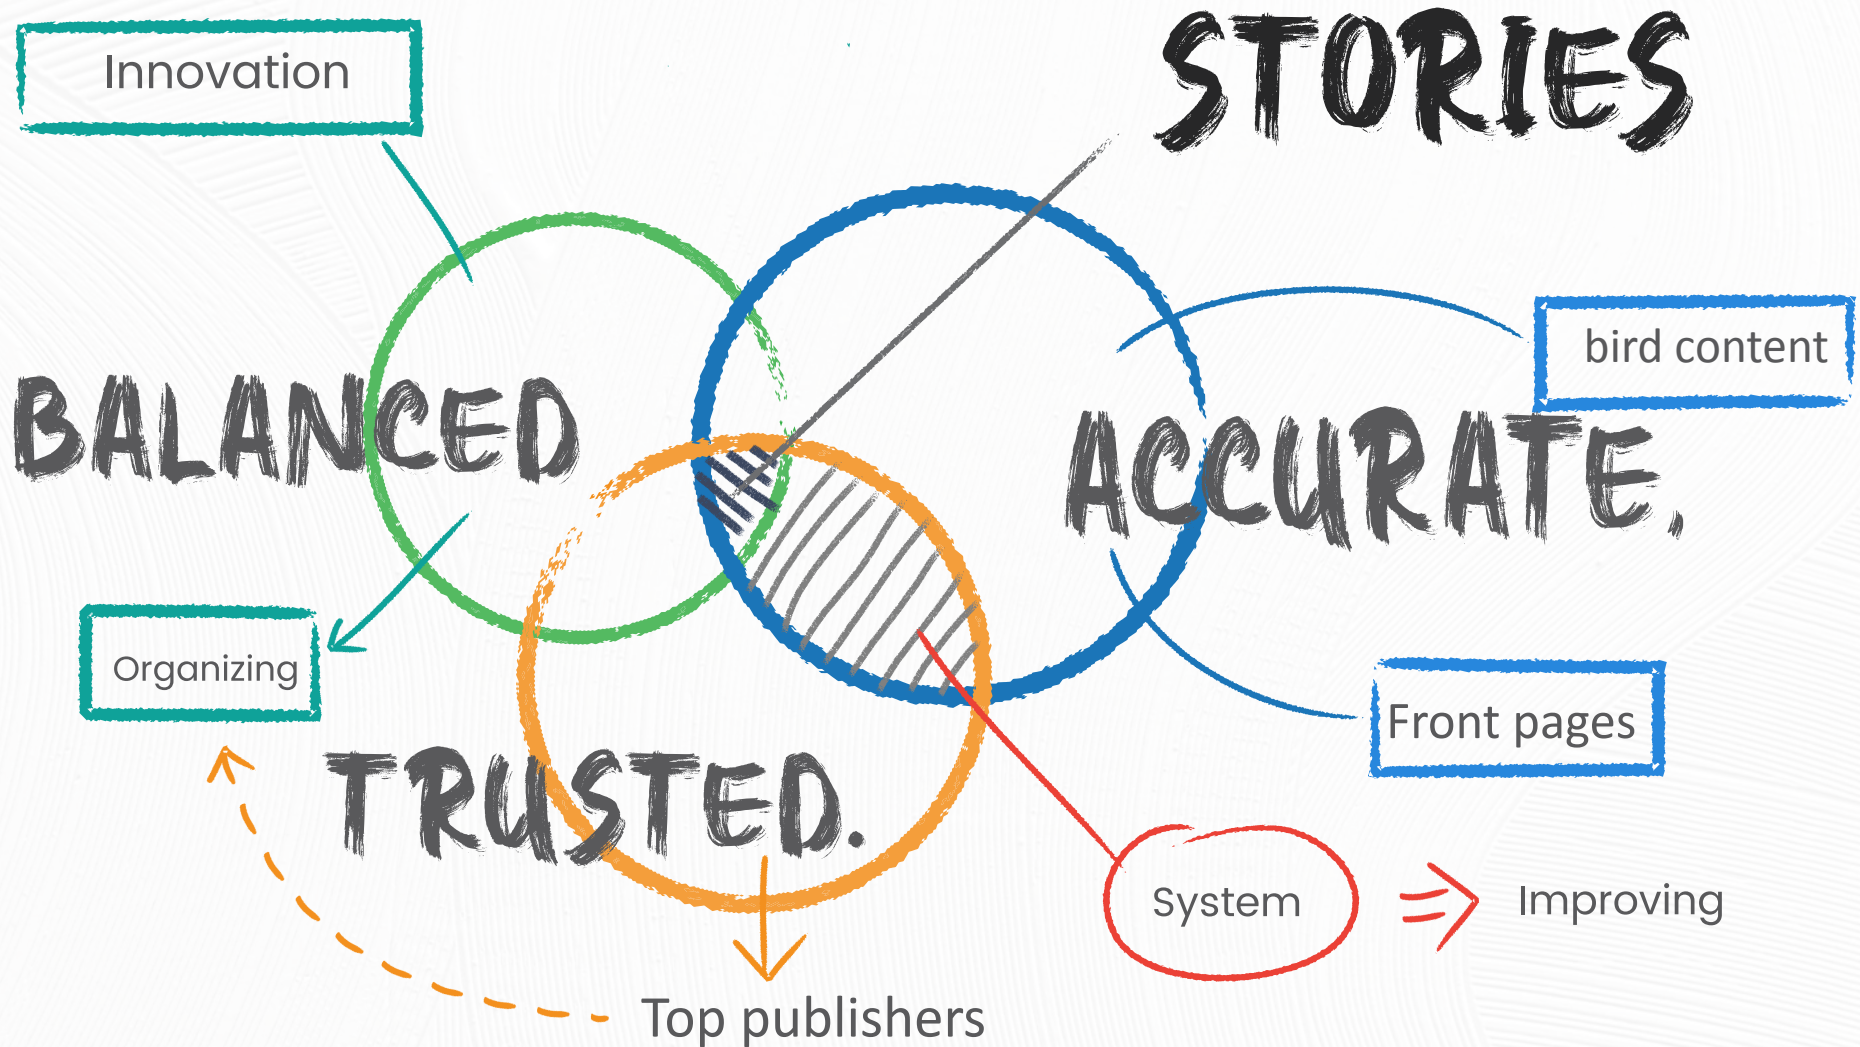 Innovation
STORIES
bird content
BALANCED
ACCURATE.
Organizing
Front pages
TRUSTED.
System
Improving
Top publishers